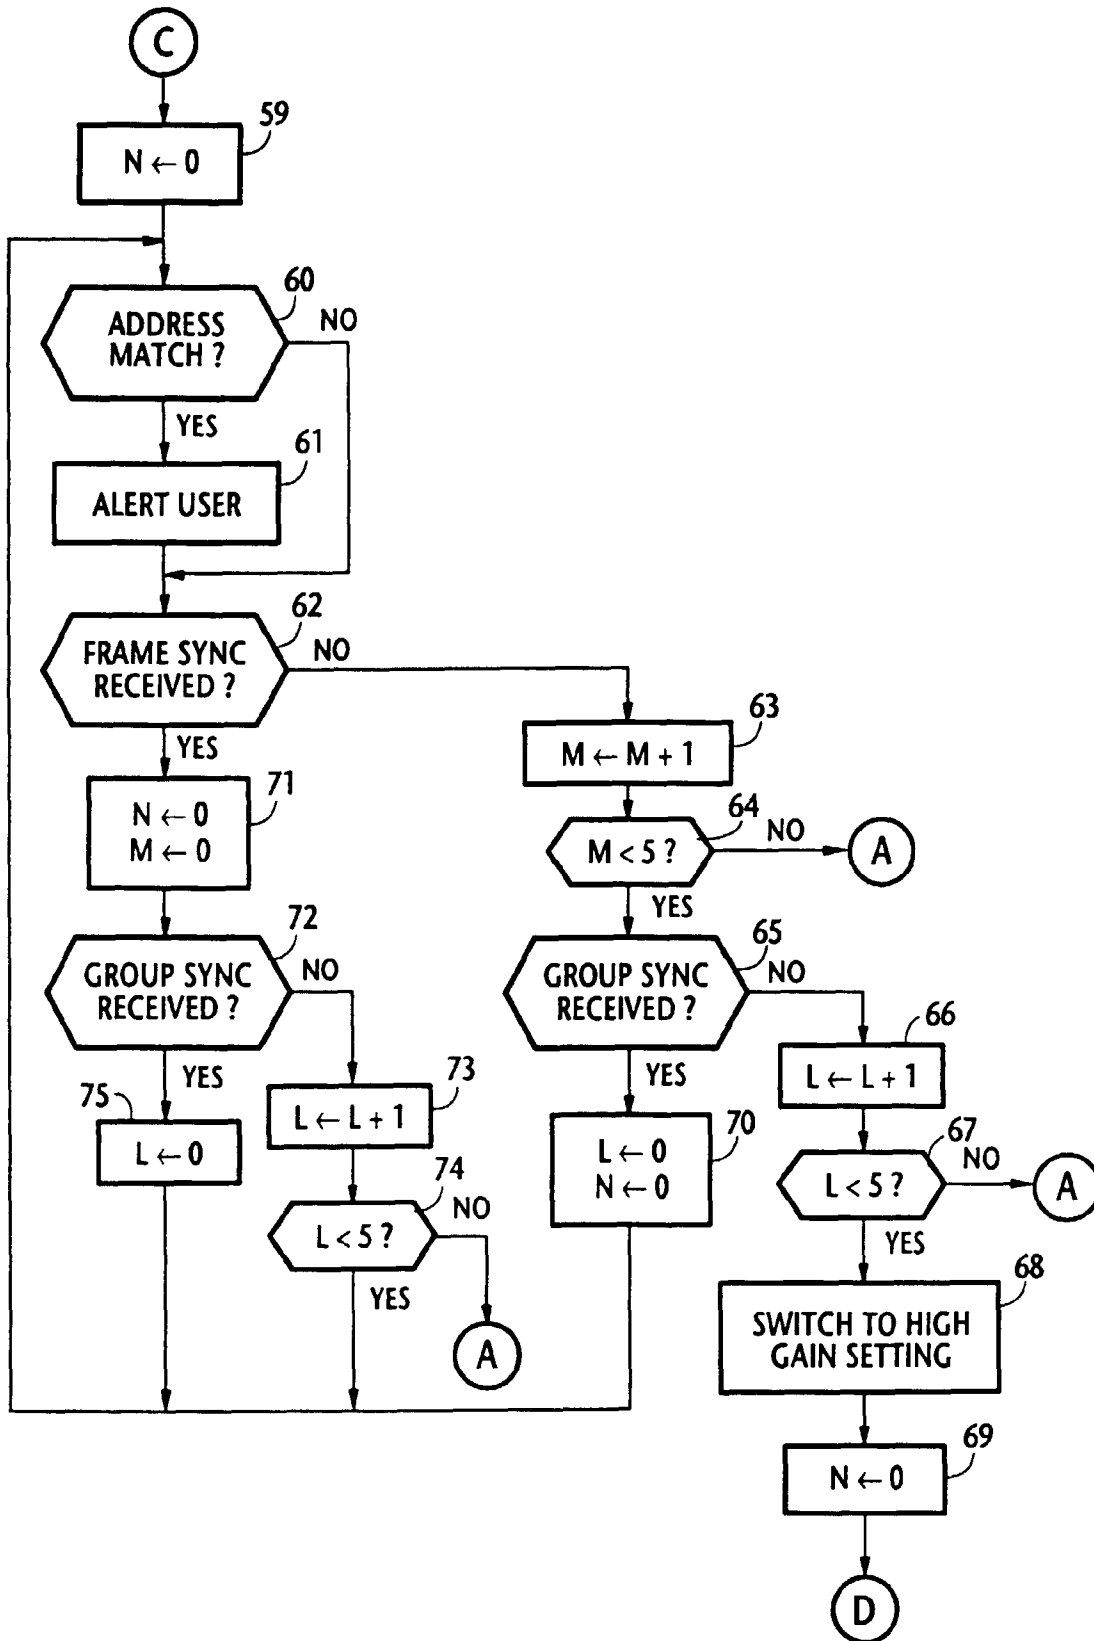 C
59
N ← 0
60
ADDRESS
MATCH ?
NO
YES
61
ALERT USER
62
FRAME SYNC
RECEIVED ?
NO
YES
63
M ← M + 1
71
N ← 0
M ← 0
64
M < 5 ?
NO
A
YES
72
GROUP SYNC
RECEIVED ?
NO
YES
65
GROUP SYNC
RECEIVED ?
NO
YES
66
L ← L + 1
75
L ← 0
73
L ← L + 1
70
L ← 0
N ← 0
67
L < 5 ?
NO
A
YES
74
L < 5 ?
NO
YES
A
68
SWITCH TO HIGH
GAIN SETTING
69
N ← 0
D